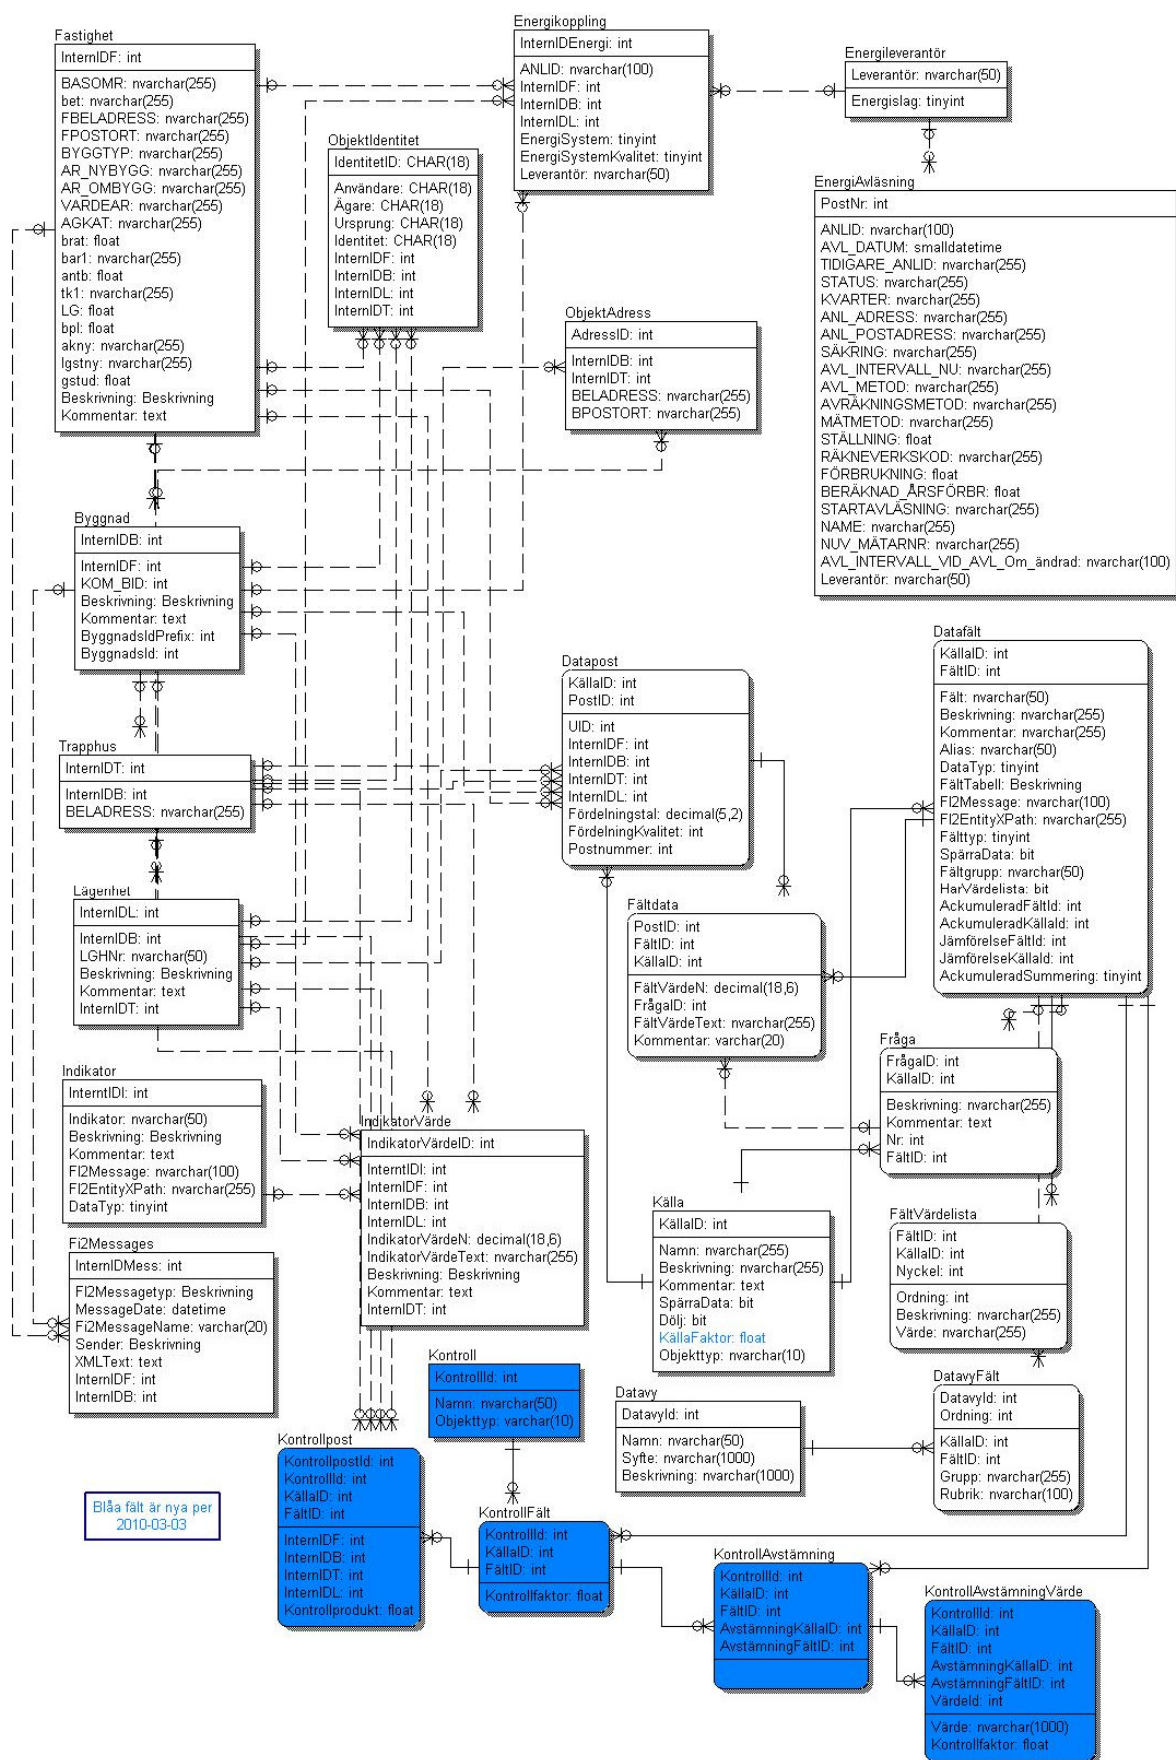 Fastighet
InternIDF: int
BASOMR: nvarchar(255)
bet: nvarchar(255)
FBELADRESS: nvarchar(255)
FPOSTORT: nvarchar(255)
BYGGTYP: nvarchar(255)
AR_NYBYGG: nvarchar(255)
AR_OMBYGG: nvarchar(255)
VARDEAR: nvarchar(255)
AGKAT: nvarchar(255)
brat: float
bar1: nvarchar(255)
antb: float
tk1: nvarchar(255)
LG: float
bpl: float
akny: nvarchar(255)
lgstny: nvarchar(255)
gstud: float
Beskrivning: Beskrivning
Kommentar: text
Energikoppling
InternIDEnergi: int
ANLID: nvarchar(100)
InternIDF: int
InternIDB: int
InternIDL: int
EnergiSystem: tinyint
EnergiSystemKvalitet: tinyint
Leverantör: nvarchar(50)
Energileverantör
Leverantör: nvarchar(50)
Energislag: tinyint
ObjektIdentitet
IdentitetID: CHAR(18)
Användare: CHAR(18)
Ägare: CHAR(18)
Ursprung: CHAR(18)
Identitet: CHAR(18)
InternIDF: int
InternIDB: int
InternIDL: int
InternIDT: int
EnergiAvläsning
PostNr: int
ANLID: nvarchar(100)
AVL_DATUM: smalldatetime
TIDIGARE_ANLID: nvarchar(255)
STATUS: nvarchar(255)
KVARTER: nvarchar(255)
ANL_ADRESS: nvarchar(255)
ANL_POSTADRESS: nvarchar(255)
SÄKRING: nvarchar(255)
AVL_INTERVALL_NU: nvarchar(255)
AVL_METOD: nvarchar(255)
AVRÄKNINGSMETOD: nvarchar(255)
MÄTMETOD: nvarchar(255)
STÄLLNING: float
RÄKNEVERKSKOD: nvarchar(255)
FÖRBRUKNING: float
BERÄKNAD_ÅRSFÖRBR: float
STARTAVLÄSNING: nvarchar(255)
NAME: nvarchar(255)
NUV_MÄTARNR: nvarchar(255)
AVL_INTERVALL_VID_AVL_Om_ändrad: nvarchar(100)
Leverantör: nvarchar(50)
ObjektAdress
AdressID: int
InternIDB: int
InternIDT: int
BELADRESS: nvarchar(255)
BPOSTORT: nvarchar(255)
Byggnad
InternIDB: int
InternIDF: int
KOM_BID: int
Beskrivning: Beskrivning
Kommentar: text
ByggnadsIdPrefix: int
ByggnadsId: int
Datapost
KällaID: int
PostID: int
UID: int
InternIDF: int
InternIDB: int
InternIDT: int
InternIDL: int
Fördelningstal: decimal(5,2)
FördelningKvalitet: int
Postnummer: int
Datafält
KällaID: int
FältID: int
Fält: nvarchar(50)
Beskrivning: nvarchar(255)
Kommentar: nvarchar(255)
Alias: nvarchar(50)
DataTyp: tinyint
FältTabell: Beskrivning
FI2Message: nvarchar(100)
FI2EntityXPath: nvarchar(255)
Fälttyp: tinyint
SpärraData: bit
Fältgrupp: nvarchar(50)
HarVärdelista: bit
AckumuleradFältId: int
AckumuleradKällaId: int
JämförelseFältId: int
JämförelseKällaId: int
AckumuleradSummering: tinyint
Trapphus
InternIDT: int
InternIDB: int
BELADRESS: nvarchar(255)
Lägenhet
InternIDL: int
InternIDB: int
LGHNr: nvarchar(50)
Beskrivning: Beskrivning
Kommentar: text
InternIDT: int
Fältdata
PostID: int
FältID: int
KällaID: int
FältVärdeN: decimal(18,6)
FrågaID: int
FältVärdeText: nvarchar(255)
Kommentar: varchar(20)
Fråga
FrågaID: int
KällaID: int
Beskrivning: nvarchar(255)
Kommentar: text
Nr: int
FältID: int
Indikator
InterntIDI: int
Indikator: nvarchar(50)
Beskrivning: Beskrivning
Kommentar: text
FI2Message: nvarchar(100)
FI2EntityXPath: nvarchar(255)
DataTyp: tinyint
IndikatorVärde
IndikatorVärdeID: int
InterntIDI: int
InternIDF: int
InternIDB: int
InternIDL: int
IndikatorVärdeN: decimal(18,6)
IndikatorVärdeText: nvarchar(255)
Beskrivning: Beskrivning
Kommentar: text
InternIDT: int
Källa
KällaID: int
Namn: nvarchar(255)
Beskrivning: nvarchar(255)
Kommentar: text
SpärraData: bit
Dölj: bit
KällaFaktor: float
Objekttyp: nvarchar(10)
FältVärdelista
FältID: int
KällaID: int
Nyckel: int
Ordning: int
Beskrivning: nvarchar(255)
Värde: nvarchar(255)
Fi2Messages
InternIDMess: int
FI2Messagetyp: Beskrivning
MessageDate: datetime
Fi2MessageName: varchar(20)
Sender: Beskrivning
XMLText: text
InternIDF: int
InternIDB: int
Kontroll
KontrollId: int
Namn: nvarchar(50)
Objekttyp: varchar(10)
Datavy
DatavyId: int
Namn: nvarchar(50)
Syfte: nvarchar(1000)
Beskrivning: nvarchar(1000)
DatavyFält
DatavyId: int
Ordning: int
KällaID: int
FältID: int
Grupp: nvarchar(255)
Rubrik: nvarchar(100)
Kontrollpost
KontrollpostId: int
KontrollId: int
KällaID: int
FältID: int
InternIDF: int
InternIDB: int
InternIDT: int
InternIDL: int
Kontrollprodukt: float
Blåa fält är nya per
2010-03-03
KontrollFält
KontrollId: int
KällaID: int
FältID: int
Kontrollfaktor: float
KontrollAvstämning
KontrollId: int
KällaID: int
FältID: int
AvstämningKällaID: int
AvstämningFältID: int
KontrollAvstämningVärde
KontrollId: int
KällaID: int
FältID: int
AvstämningKällaID: int
AvstämningFältID: int
VärdeId: int
Värde: nvarchar(1000)
Kontrollfaktor: float